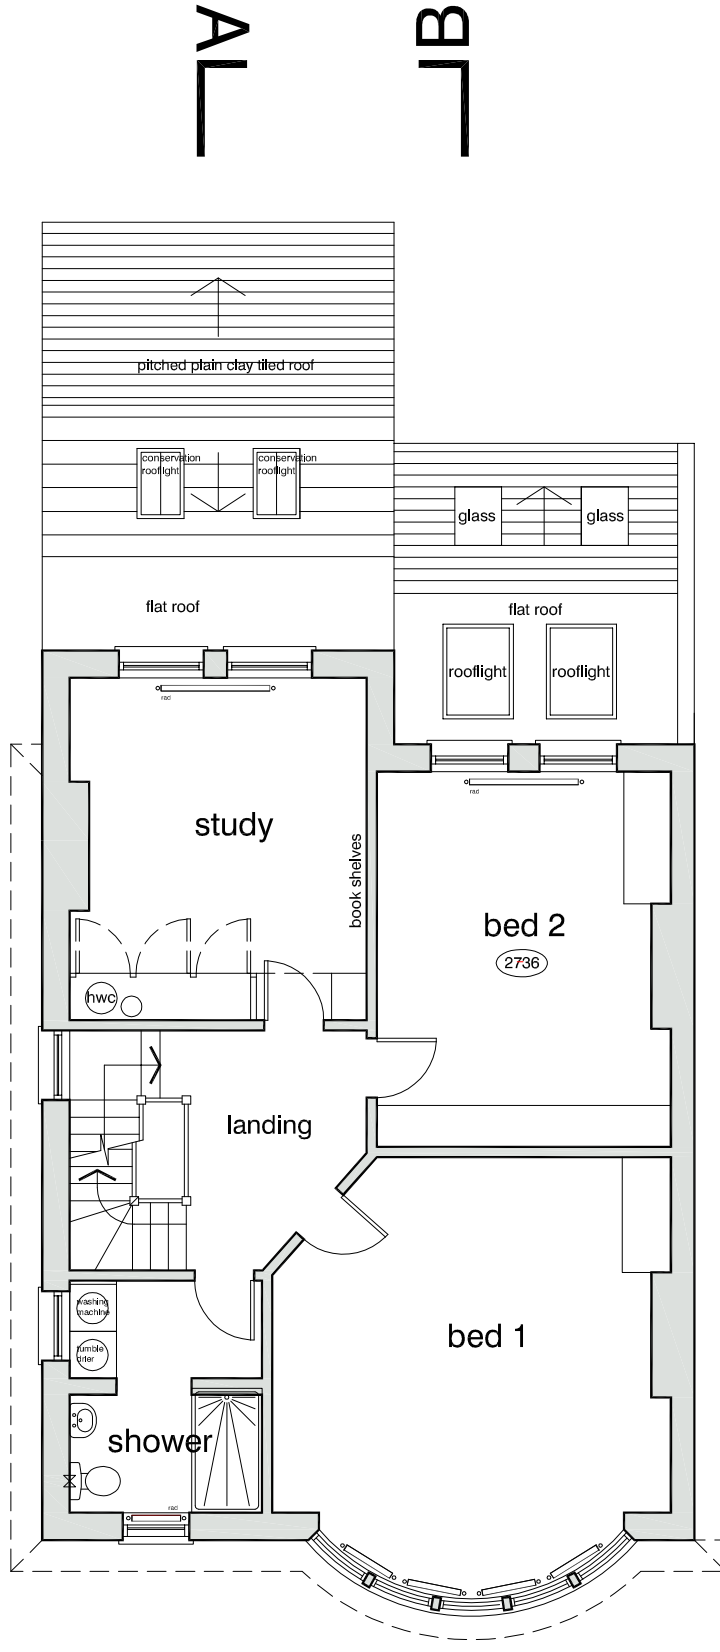 A
B
pitched plain clay tiled roof
conservation
rooflight
conservation
rooflight
glass
glass
flat roof
flat roof
rooflight
rooflight
rad
rad
study
book shelves
bed 2
2736
hwc
landing
washing
machine
tumble
drier
bed 1
shower
rad